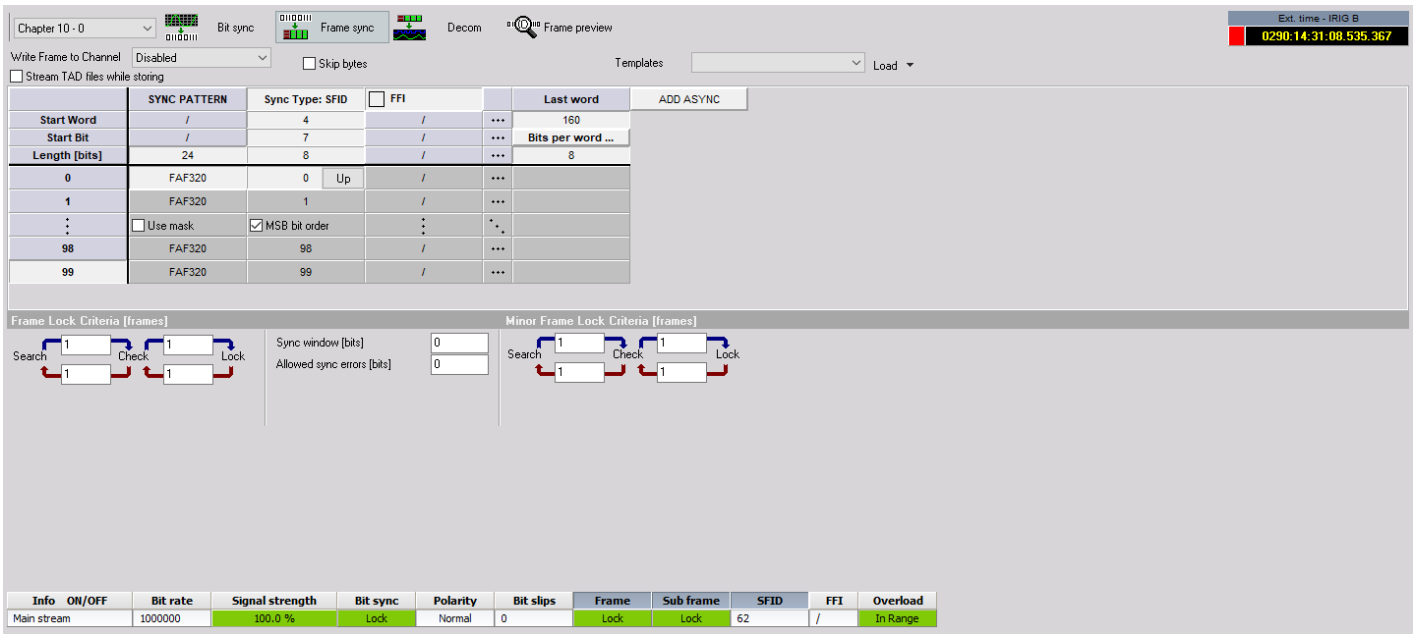 Chapter 10 - 0 Bit sync Frame sync Decom Frame preview Ext. time - IRIG B
0290:14:31:08.535.367
Write Frame to Channel Disabled Skip bytes Templates Load
Stream TAD files while storing
SYNC PATTERN Sync Type: SFID FFI Last word ADD ASYNC
Start Word / 4 / ... 160
Start Bit / 7 / ... Bits per word ...
Length [bits] 24 8 / ... 8
0 FAF320 0 Up / ...
1 FAF320 1 / ...
Use mask MSB bit order
98 FAF320 98 / ...
99 FAF320 99 / ...
Frame Lock Criteria [frames] Minor Frame Lock Criteria [frames]
1 1 Sync window [bits] 0 1 1
Search Check Lock Search Check Lock
1 1 Allowed sync errors [bits] 0 1 1
Info ON/OFF Bit rate Signal strength Bit sync Polarity Bit slips Frame Sub frame SFID FFI Overload
Main stream 1000000 100.0 % Lock Normal 0 Lock Lock 62 / In Range